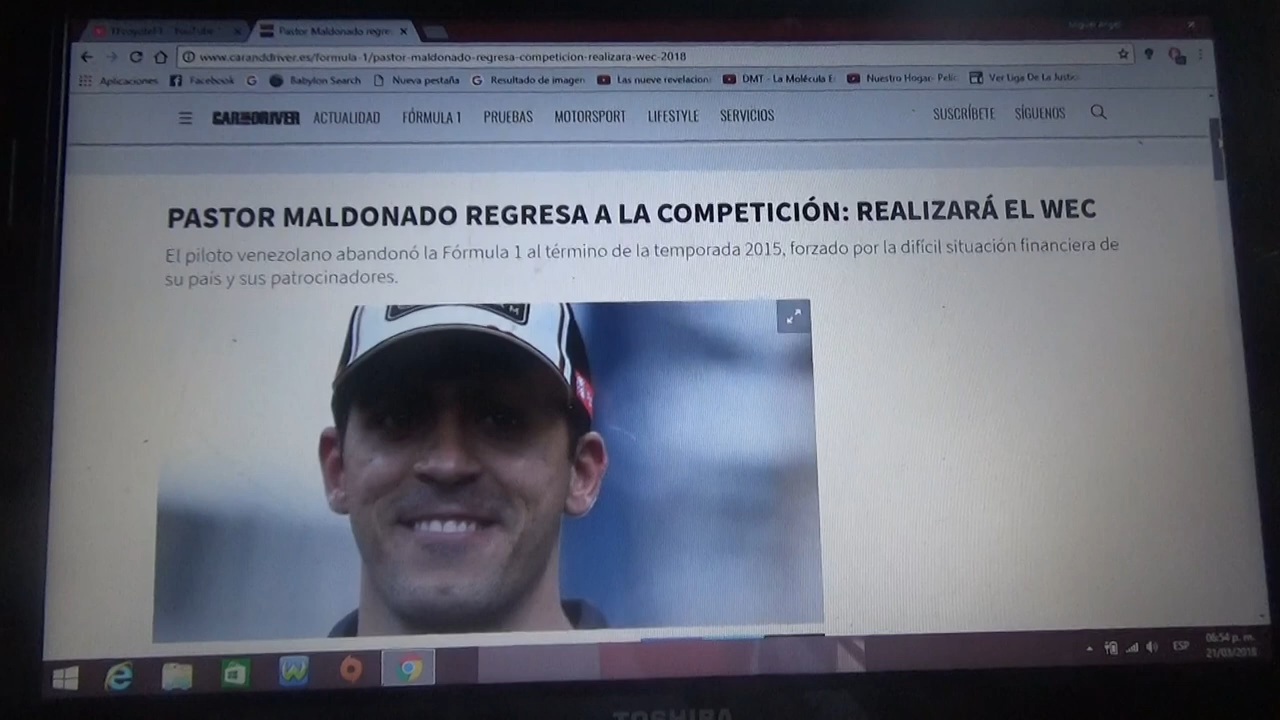 Pastor Maldonado regre
Miguel Angel
www.caranddriver.es/formula-1/pastor-maldonado-regresa-competicion-realizara-wec-2018
Aplicaciones Facebook G Babylon Search Nueva pestaña G Resultado de imagen Las nueve revelacion DMT - La Molécula E Nuestro Hogar- Pelíc Ver Liga De La Justic
CAR AND DRIVER ACTUALIDAD FÓRMULA 1 PRUEBAS MOTORSPORT LIFESTYLE SERVICIOS SUSCRÍBETE SÍGUENOS
PASTOR MALDONADO REGRESA A LA COMPETICIÓN: REALIZARÁ EL WEC
El piloto venezolano abandonó la Fórmula 1 al término de la temporada 2015, forzado por la difícil situación financiera de
su país y sus patrocinadores.
ESP
06:54 p. m.
21/03/2018
TOSHIBA